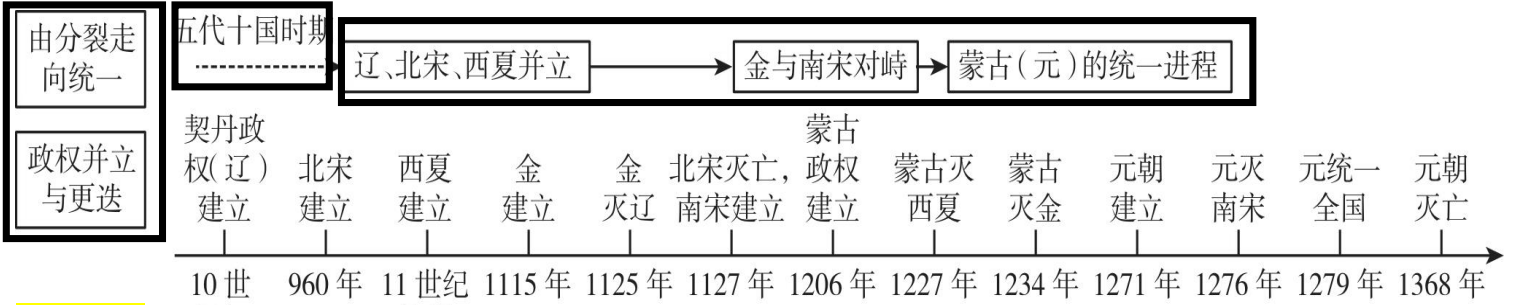 由分裂走
向统一
政权并立
与更迭
五代十国时期
辽、北宋、西夏并立
金与南宋对峙
蒙古(元)的统一进程
契丹政
权(辽)
建立
北宋
建立
西夏
建立
金
建立
金
灭辽
北宋灭亡,
南宋建立
蒙古
政权
建立
蒙古灭
西夏
蒙古
灭金
元朝
建立
元灭
南宋
元统一
全国
元朝
灭亡
10世 960年 11世纪 1115年 1125年 1127年 1206年 1227年 1234年 1271年 1276年 1279年 1368年